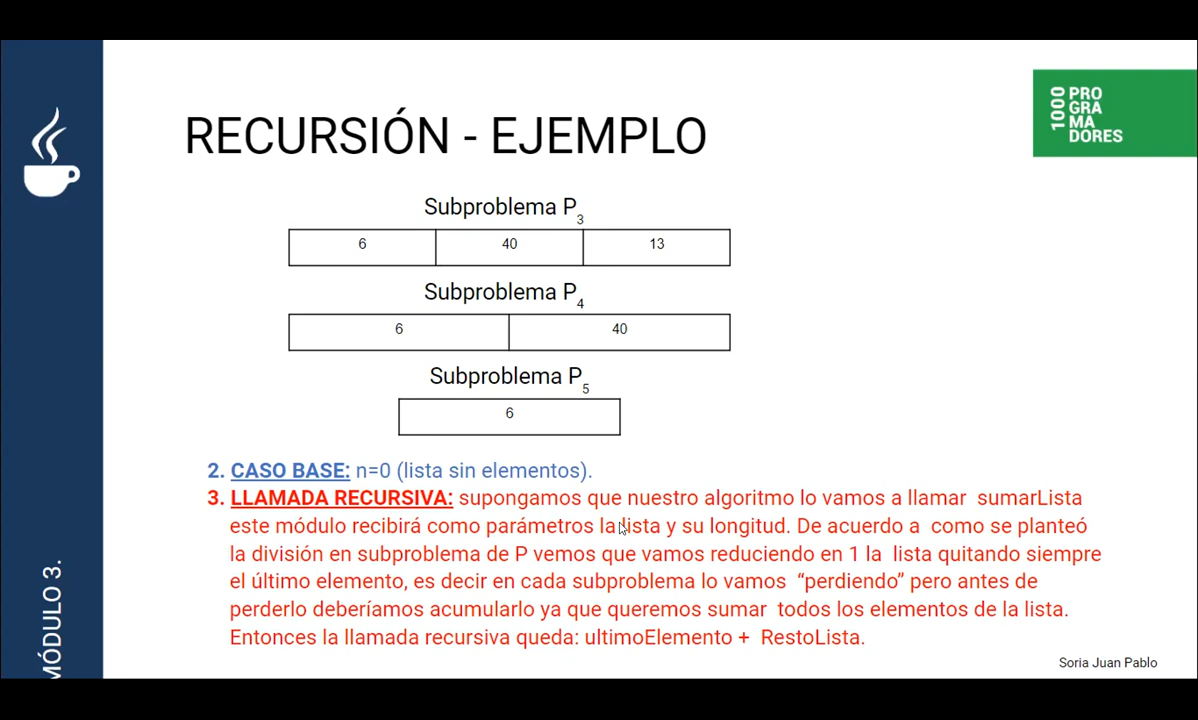 RECURSIÓN - EJEMPLO
1000
PRO
GRA
MA
DORES
Subproblema P3
6 40 13
Subproblema P4
6 40
Subproblema P5
6
2. CASO BASE: n=0 (lista sin elementos).
3. LLAMADA RECURSIVA: supongamos que nuestro algoritmo lo vamos a llamar sumarLista
este módulo recibirá como parámetros la lista y su longitud. De acuerdo a como se planteó
la división en subproblema de P vemos que vamos reduciendo en 1 la lista quitando siempre
el último elemento, es decir en cada subproblema lo vamos “perdiendo” pero antes de
perderlo deberíamos acumularlo ya que queremos sumar todos los elementos de la lista.
Entonces la llamada recursiva queda: ultimoElemento + RestoLista.
MÓDULO 3.
Soria Juan Pablo